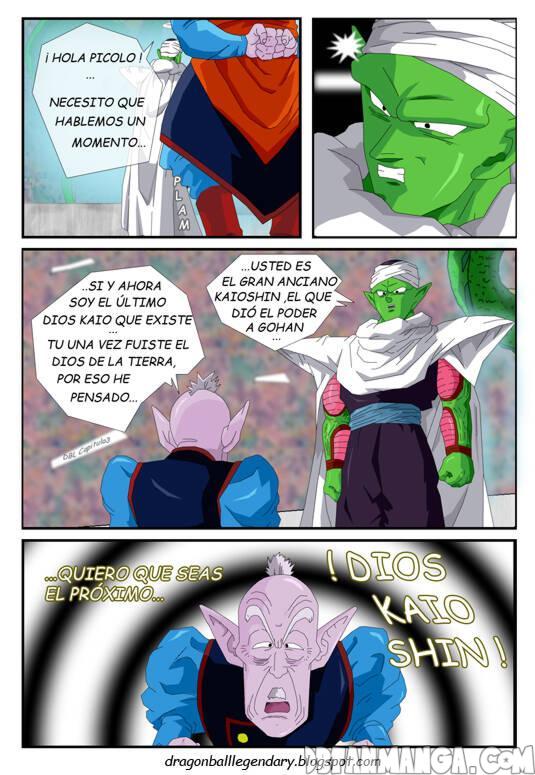 ¡ HOLA PICOLO !
...
NECESITO QUE
HABLEMOS UN
MOMENTO...
PLAM
...USTED ES
EL GRAN ANCIANO
KAIOSHIN ,EL QUE
DIÓ EL PODER
A GOHAN
...
..SI Y AHORA
SOY EL ÚLTIMO
DIOS KAIO QUE EXISTE
...
TU UNA VEZ FUISTE EL
DIOS DE LA TIERRA,
POR ESO HE
PENSADO...
DBL Capitulo3
...QUIERO QUE SEAS
EL PRÓXIMO...
! DIOS
KAIO
SHIN !
dragonballlegendary.blogspot.com
DBFANMANGA.COM